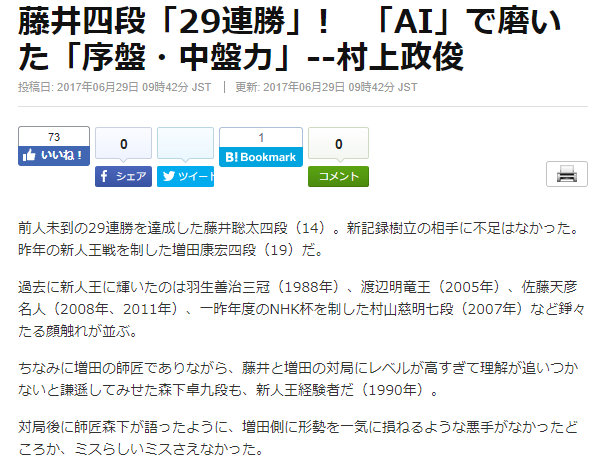 藤井四段「29連勝」！　「AI」で磨い
た「序盤・中盤力」--村上政俊
投稿日: 2017年06月29日 09時42分 JST | 更新: 2017年06月29日 09時42分 JST
73 0 1 0
いいね！ シェア ツイート B!Bookmark コメント
前人未到の29連勝を達成した藤井聡太四段（14）。新記録樹立の相手に不足はなかった。
昨年の新人王戦を制した増田康宏四段（19）だ。
過去に新人王に輝いたのは羽生善治三冠（1988年）、渡辺明竜王（2005年）、佐藤天彦
名人（2008年、2011年）、一昨年度のNHK杯を制した村山慈明七段（2007年）など錚々
たる顔触れが並ぶ。
ちなみに増田の師匠でありながら、藤井と増田の対局にレベルが高すぎて理解が追いつか
ないと謙遜してみせた森下卓九段も、新人王経験者だ（1990年）。
対局後に師匠森下が語ったように、増田側に形勢を一気に損ねるような悪手がなかったど
ころか、ミスらしいミスさえなかった。